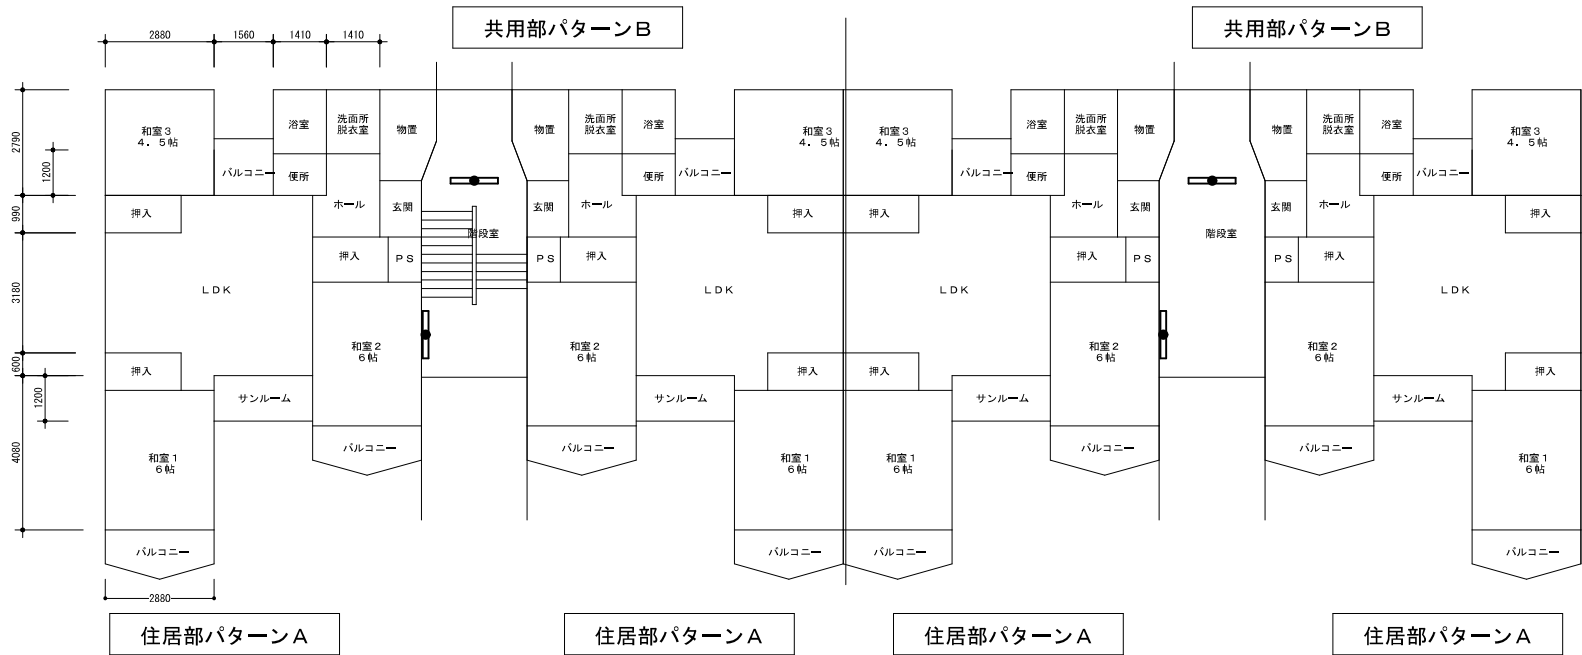 共用部パターンB
共用部パターンB
2880
1560
1410
1410
2790
1200
990
3180
600
1200
4080
和室3
4.5帖
浴室
洗面所
脱衣室
物置
物置
洗面所
脱衣室
浴室
和室3
4.5帖
和室3
4.5帖
浴室
洗面所
脱衣室
物置
物置
洗面所
脱衣室
浴室
和室3
4.5帖
バルコニー
便所
便所
バルコニー
バルコニー
便所
便所
バルコニー
押入
ホール
玄関
玄関
ホール
押入
押入
ホール
玄関
玄関
ホール
押入
階段室
階段室
押入
PS
PS
押入
押入
PS
PS
押入
LDK
LDK
LDK
LDK
和室2
6帖
和室2
6帖
和室2
6帖
和室2
6帖
押入
押入
押入
押入
サンルーム
サンルーム
サンルーム
サンルーム
バルコニー
バルコニー
バルコニー
バルコニー
和室1
6帖
和室1
6帖
和室1
6帖
和室1
6帖
バルコニー
バルコニー
バルコニー
バルコニー
2880
住居部パターンA
住居部パターンA
住居部パターンA
住居部パターンA